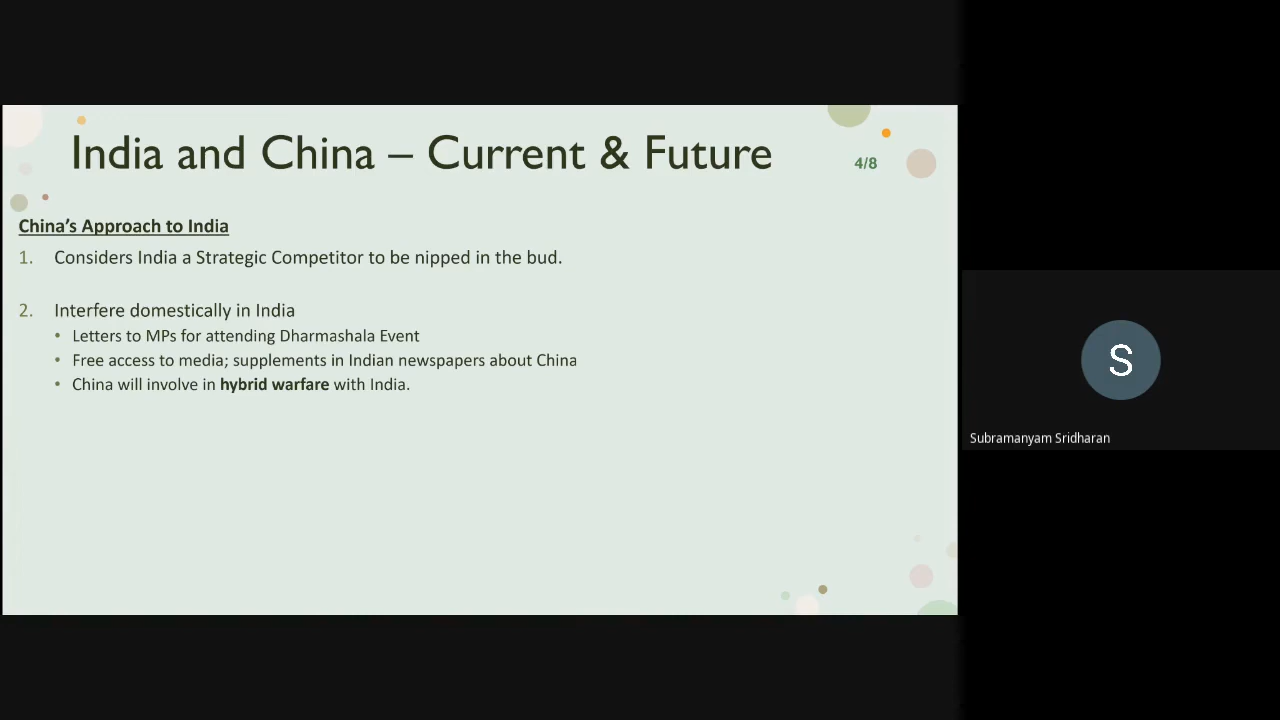 India and China – Current & Future
4/8
China's Approach to India
1. Considers India a Strategic Competitor to be nipped in the bud.
2. Interfere domestically in India
• Letters to MPs for attending Dharmashala Event
• Free access to media; supplements in Indian newspapers about China
• China will involve in hybrid warfare with India.
S
Subramanyam Sridharan